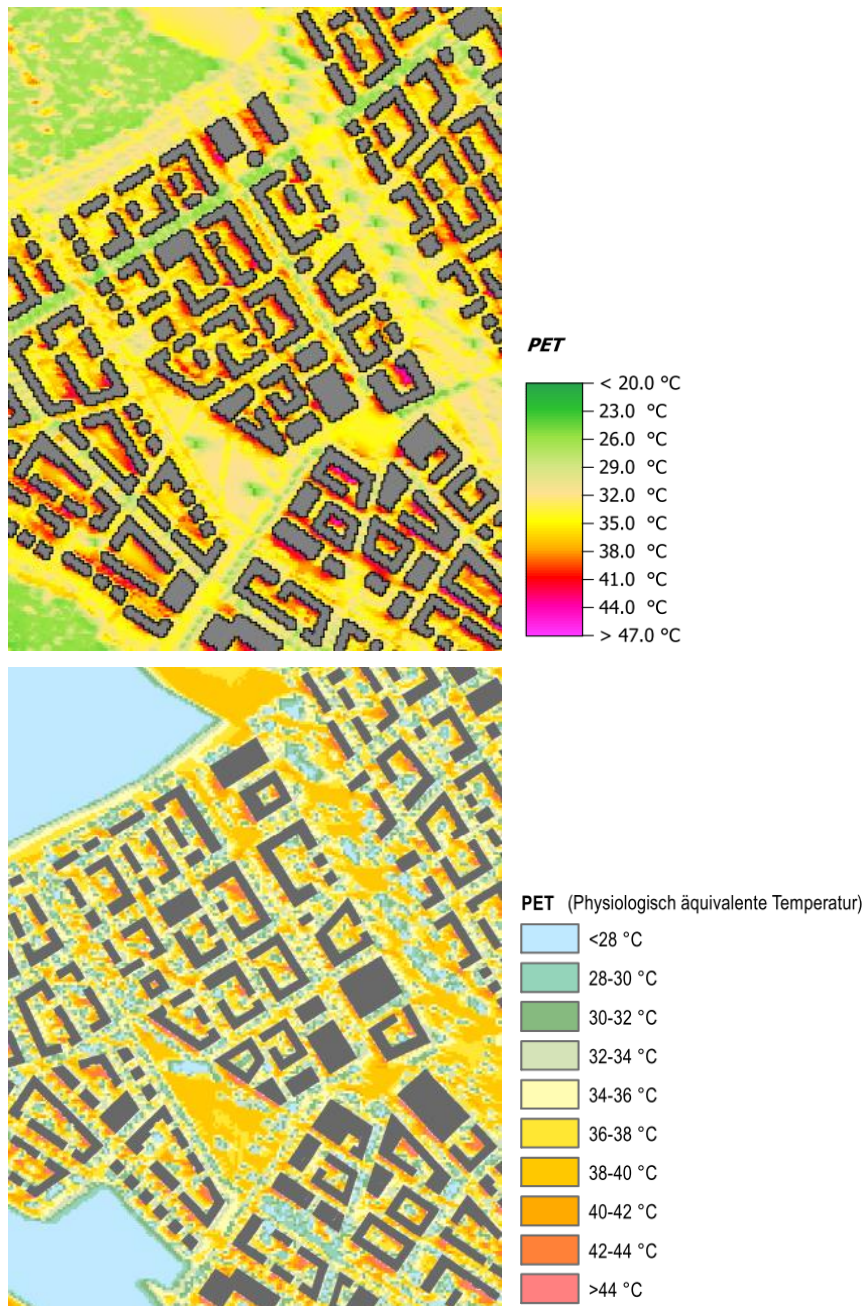 PET
< 20.0 °C
23.0 °C
26.0 °C
29.0 °C
32.0 °C
35.0 °C
38.0 °C
41.0 °C
44.0 °C
> 47.0 °C
PET (Physiologisch äquivalente Temperatur)
<28 °C
28-30 °C
30-32 °C
32-34 °C
34-36 °C
36-38 °C
38-40 °C
40-42 °C
42-44 °C
>44 °C